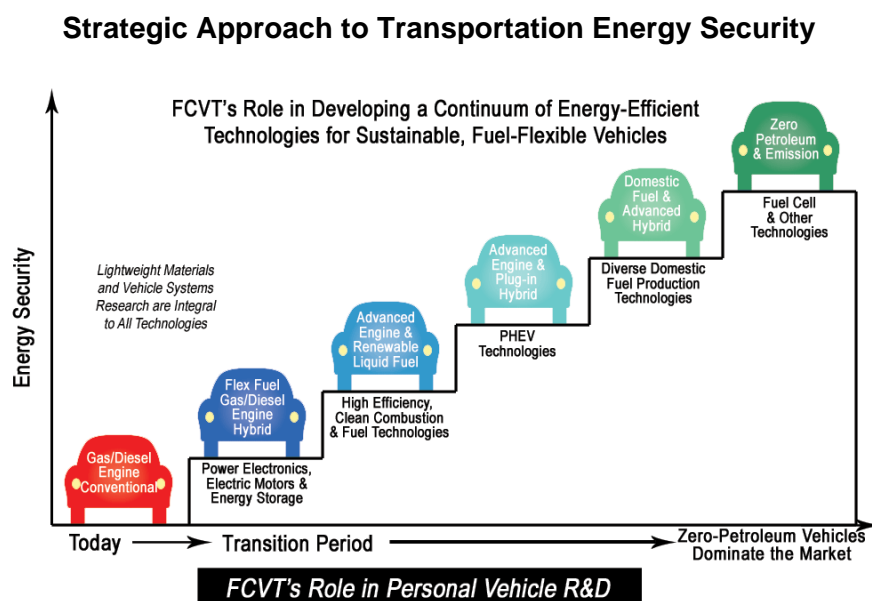 Strategic Approach to Transportation Energy Security
FCVT's Role in Developing a Continuum of Energy-Efficient
Technologies for Sustainable, Fuel-Flexible Vehicles
Zero
Petroleum
& Emission
Fuel Cell
& Other
Technologies
Domestic
Fuel &
Advanced
Hybrid
Diverse Domestic
Fuel Production
Technologies
Advanced
Engine &
Plug-in
Hybrid
PHEV
Technologies
Lightweight Materials
and Vehicle Systems
Research are Integral
to All Technologies
Advanced
Engine &
Renewable
Liquid Fuel
High Efficiency,
Clean Combustion
& Fuel Technologies
Flex Fuel
Gas/Diesel
Engine
Hybrid
Power Electronics,
Electric Motors &
Energy Storage
Gas/Diesel
Engine
Conventional
Energy Security
Today
Transition Period
Zero-Petroleum Vehicles
Dominate the Market
FCVT's Role in Personal Vehicle R&D